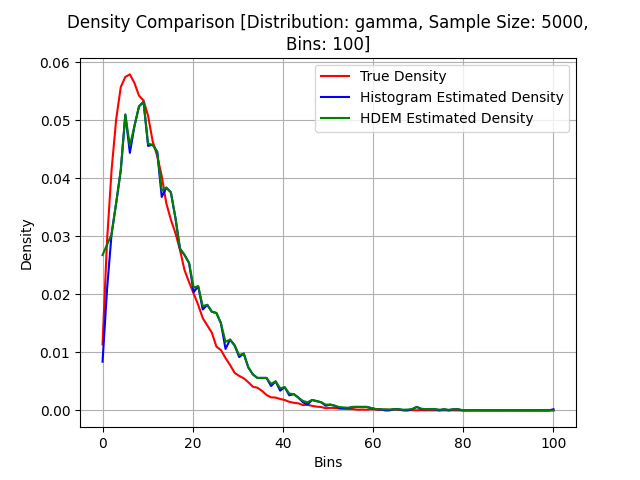 Density Comparison [Distribution: gamma, Sample Size: 5000,
Bins: 100]
True Density
Histogram Estimated Density
HDEM Estimated Density
Density
0.06
0.05
0.04
0.03
0.02
0.01
0.00
0 20 40 60 80 100
Bins